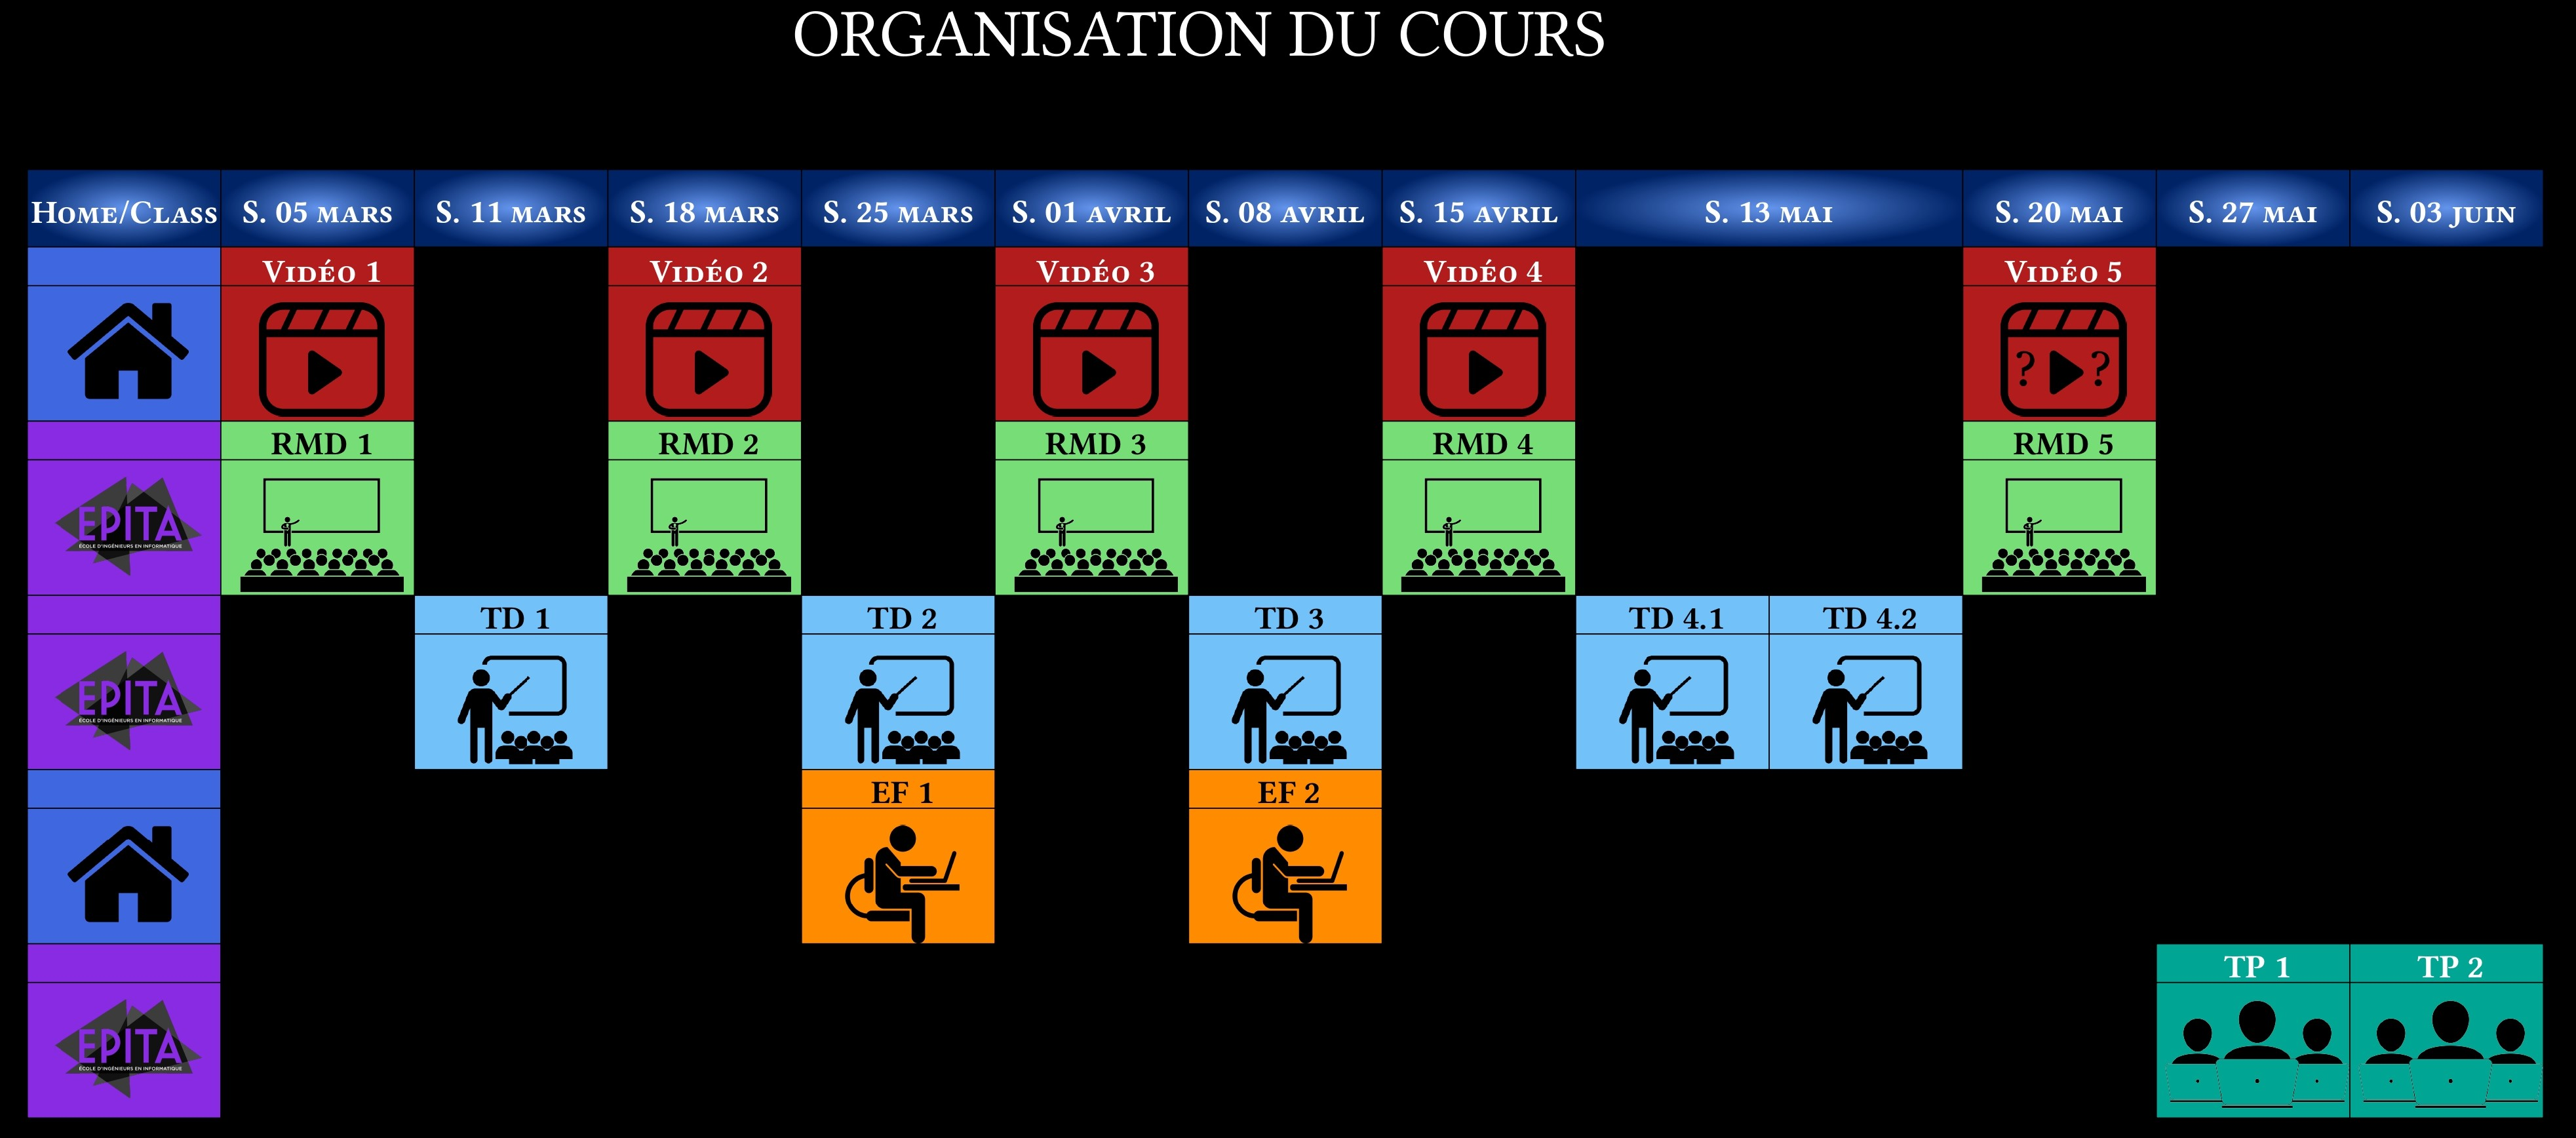 ORGANISATION DU COURS
HOME/CLASS S. 05 MARS S. 11 MARS S. 18 MARS S. 25 MARS S. 01 AVRIL S. 08 AVRIL S. 15 AVRIL S. 13 MAI S. 20 MAI S. 27 MAI S. 03 JUIN
VIDÉO 1 VIDÉO 2 VIDÉO 3 VIDÉO 4 VIDÉO 5
? ?
RMD 1 RMD 2 RMD 3 RMD 4 RMD 5
EPITA
ÉCOLE D'INGÉNIEURS EN INFORMATIQUE
TD 1 TD 2 TD 3 TD 4.1 TD 4.2
EPITA
ÉCOLE D'INGÉNIEURS EN INFORMATIQUE
EF 1 EF 2
TP 1 TP 2
EPITA
ÉCOLE D'INGÉNIEURS EN INFORMATIQUE